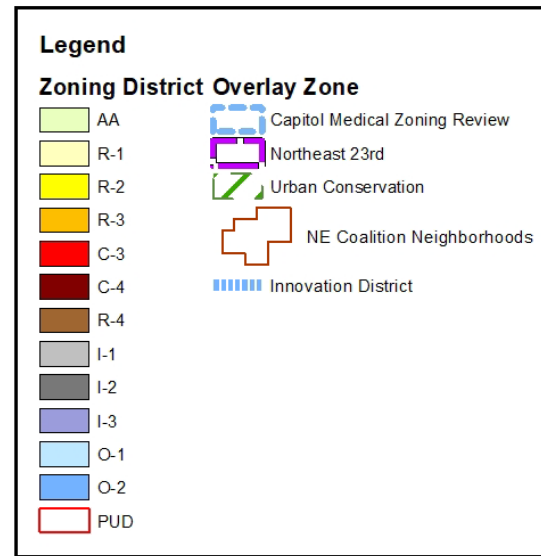 Legend
Zoning District Overlay Zone
AA
R-1
R-2
R-3
C-3
C-4
R-4
I-1
I-2
I-3
O-1
O-2
PUD
Capitol Medical Zoning Review
Northeast 23rd
Urban Conservation
NE Coalition Neighborhoods
Innovation District